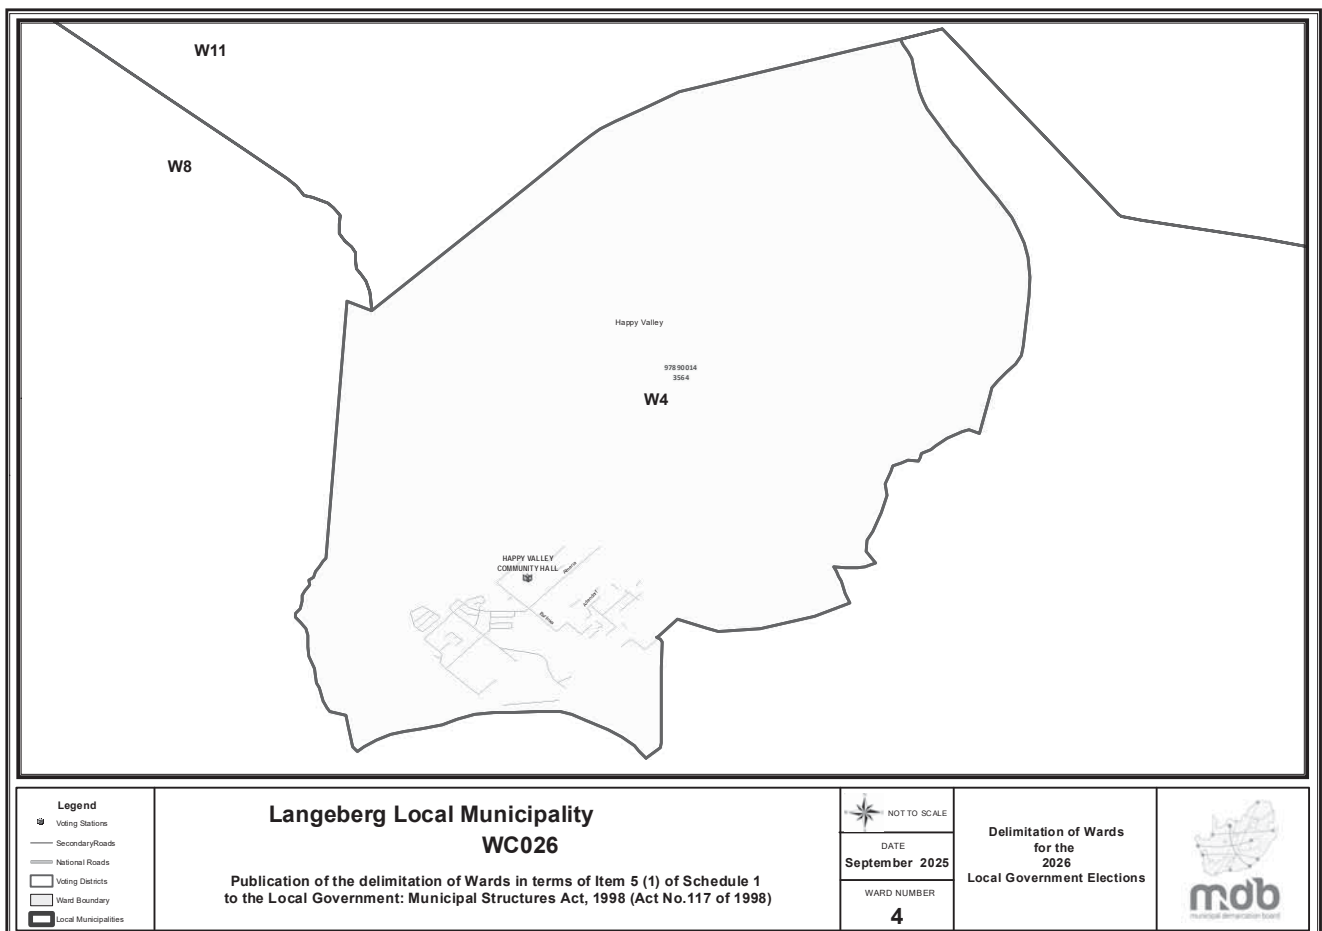 W11
W8
Happy Valley
97890014
3564
W4
HAPPY VALLEY
COMMUNITY HALL
Legend
Voting Stations
SecondaryRoads
National Roads
Voting Districts
Ward Boundary
Local Municipalities
Langeberg Local Municipality
WC026
Publication of the delimitation of Wards in terms of Item 5 (1) of Schedule 1
to the Local Government: Municipal Structures Act, 1998 (Act No.117 of 1998)
NOT TO SCALE
DATE
September 2025
WARD NUMBER
4
Delimitation of Wards
for the
2026
Local Government Elections
mdb
municipal demarcation board